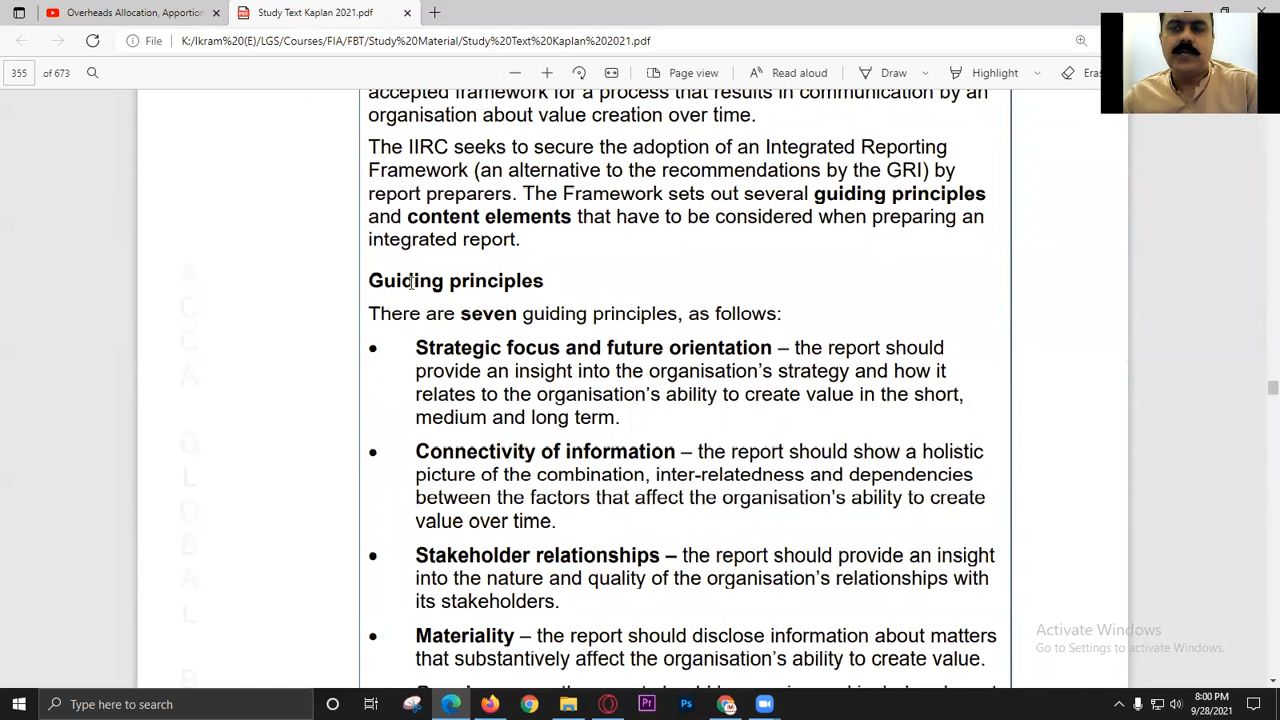 Overheads Allocation, Apportion
Study Text Kaplan 2021.pdf
File
K:/Ikram%20(E)/LGS/Courses/FIA/FBT/Study%20Material/Study%20Text%20Kaplan%202021.pdf
355
of 673
Page view
Read aloud
Draw
Highlight
Eras
accepted framework for a process that results in communication by an
organisation about value creation over time.
The IIRC seeks to secure the adoption of an Integrated Reporting
Framework (an alternative to the recommendations by the GRI) by
report preparers. The Framework sets out several guiding principles
and content elements that have to be considered when preparing an
integrated report.
Guiding principles
There are seven guiding principles, as follows:
• Strategic focus and future orientation – the report should
provide an insight into the organisation's strategy and how it
relates to the organisation's ability to create value in the short,
medium and long term.
• Connectivity of information – the report should show a holistic
picture of the combination, inter-relatedness and dependencies
between the factors that affect the organisation's ability to create
value over time.
• Stakeholder relationships – the report should provide an insight
into the nature and quality of the organisation's relationships with
its stakeholders.
• Materiality – the report should disclose information about matters
that substantively affect the organisation's ability to create value.
Activate Windows
Go to Settings to activate Windows.
Type here to search
8:00 PM
9/28/2021